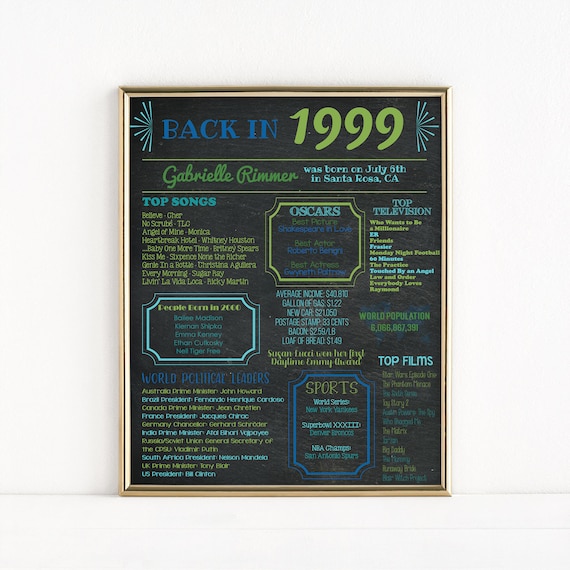 BACK IN 1999
Gabrielle Rimmer was born on July 6th
in Santa Rosa, CA
TOP SONGS
Believe - Cher
No Scrubs - TLC
Angel of Mine - Monica
Heartbreak Hotel - Whitney Houston
...Baby One More Time - Britney Spears
Kiss Me - Sixpence None the Richer
Genie In a Bottle - Christina Aguilera
Every Morning - Sugar Ray
Livin' La Vida Loca - Ricky Martin
OSCARS
Best Picture
Shakespeare in Love
Best Actor
Roberto Benigni
Best Actress
Gwyneth Paltrow
TOP
TELEVISION
Who Wants to Be
a Millionaire
ER
Friends
Frasier
Monday Night Football
60 Minutes
The Practice
Touched By an Angel
Law and Order
Everybody Loves
Raymond
People Born in 2000
Bailee Madison
Kiernan Shipka
Emma Kenney
Ethan Cutkosky
Nell Tiger Free
AVERAGE INCOME: $40,810
GALLON OF GAS: $1.22
NEW CAR: $21,050
POSTAGE STAMP: 33 CENTS
BACON: $2.59/LB
LOAF OF BREAD: $1.49
Susan Lucci won her first
Daytime Emmy Award
WORLD POPULATION
6,066,867,391
WORLD POLITICAL LEADERS
Australia Prime Minister: John Howard
Brazil President: Fernando Henrique Cardoso
Canada Prime Minister: Jean Chrétien
France President: Jacques Chirac
Germany Chancellor: Gerhard Schröder
India Prime Minister: Atal Bihari Vajpayee
Russia/Soviet Union General Secretary of
the CPSU: Vladimir Putin
South Africa President: Nelson Mandela
UK Prime Minister: Tony Blair
US President: Bill Clinton
SPORTS
World Series:
New York Yankees
Superbowl XXXIII:
Denver Broncos
NBA Champs:
San Antonio Spurs
TOP FILMS
Star Wars Episode One
The Phantom Menace
The Sixth Sense
Toy Story 2
Austin Powers: The Spy
Who Shagged Me
The Matrix
Tarzan
Big Daddy
The Mummy
Runaway Bride
Blair Witch Project